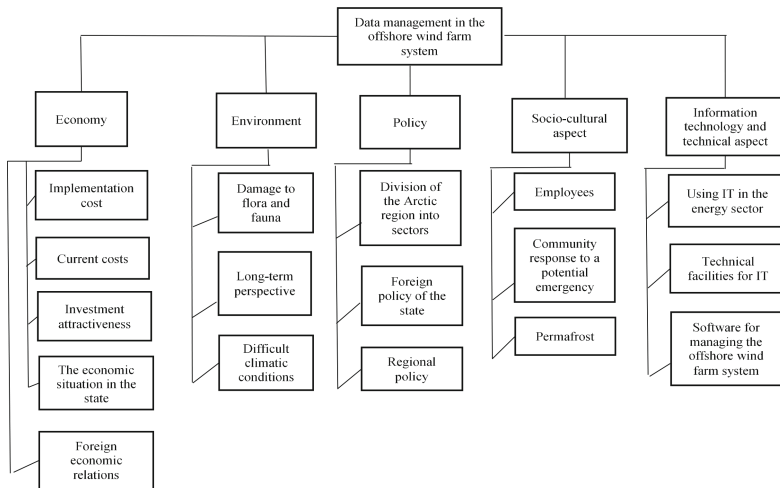 Data management in the
offshore wind farm
system
Economy
Environment
Policy
Socio-cultural
aspect
Information
technology and
technical aspect
Implementation
cost
Current costs
Investment
attractiveness
The economic
situation in the
state
Foreign
economic
relations
Damage to
flora and
fauna
Long-term
perspective
Difficult
climatic
conditions
Division of
the Arctic
region into
sectors
Foreign
policy of the
state
Regional
policy
Employees
Community
response to a
potential
emergency
Permafrost
Using IT in the
energy sector
Technical
facilities for IT
Software for
managing the
offshore wind
farm system